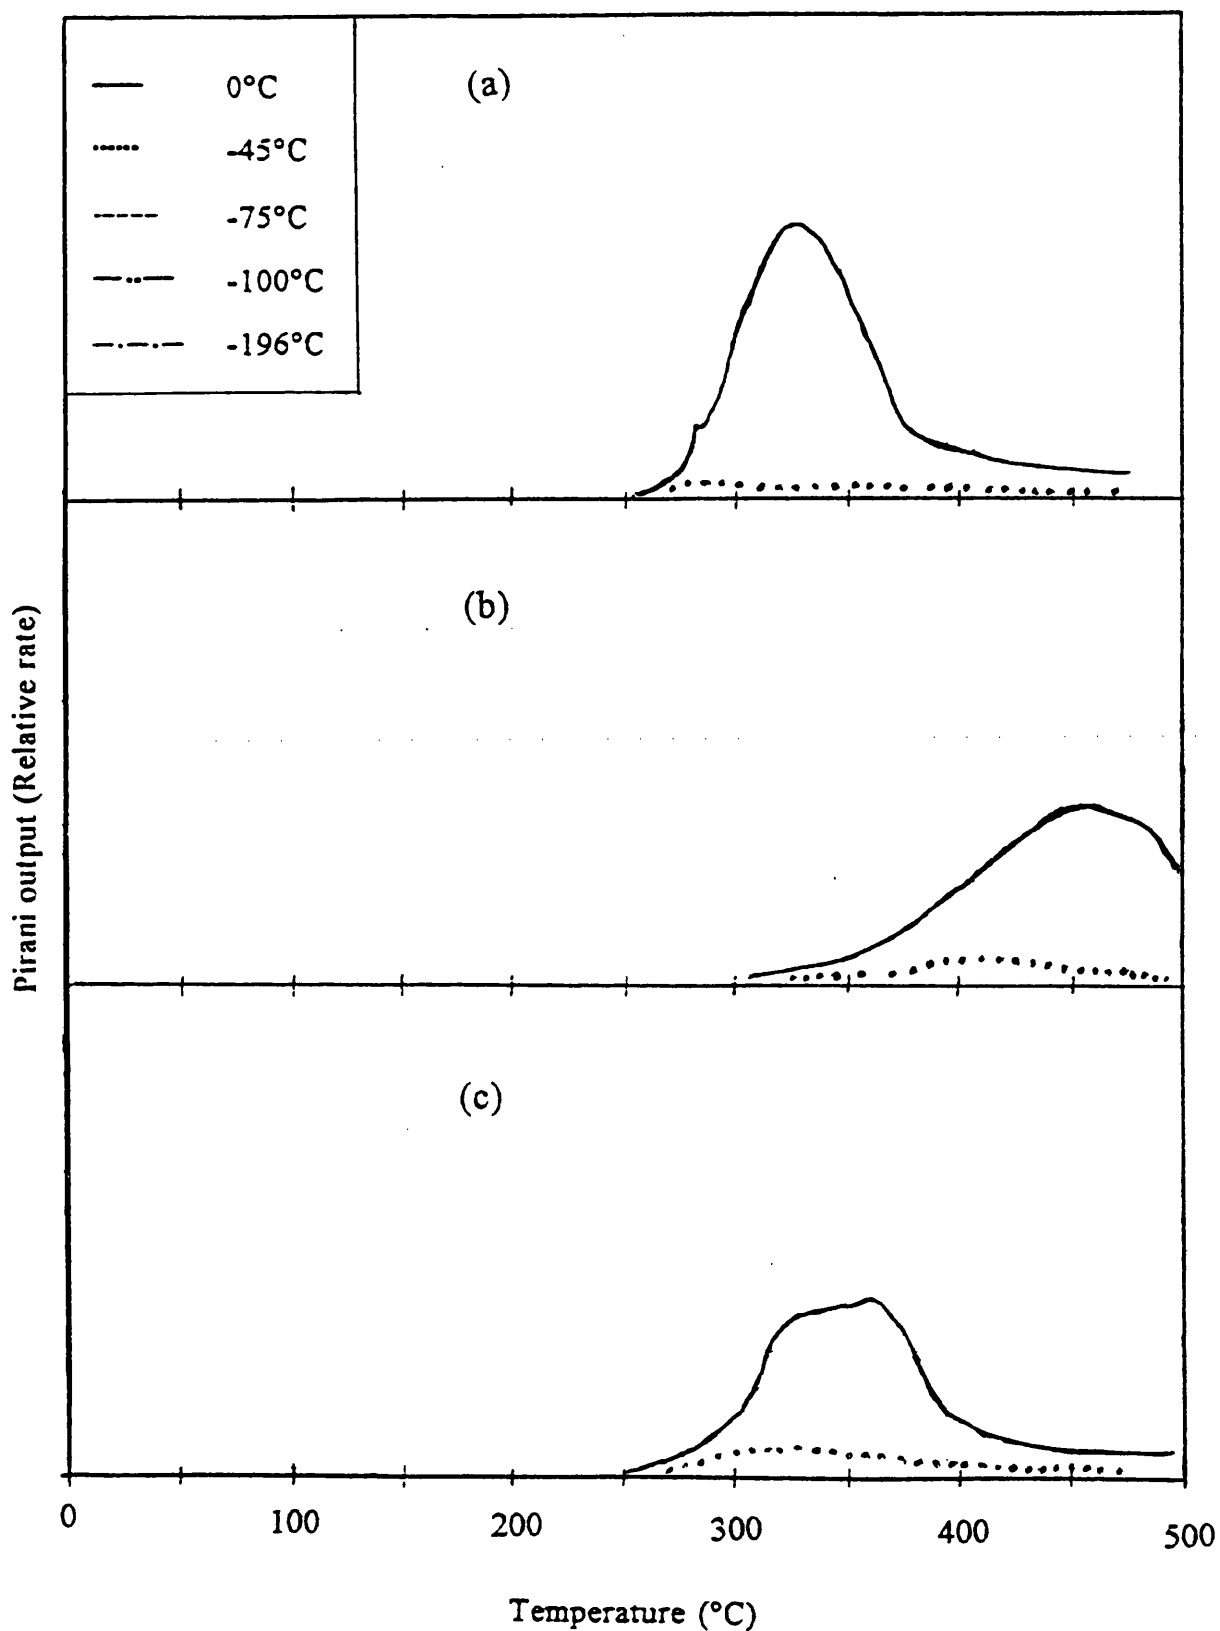 0°C
-45°C
-75°C
-100°C
-196°C
(a)
(b)
(c)
Pirani output (Relative rate)
0 100 200 300 400 500
Temperature (°C)